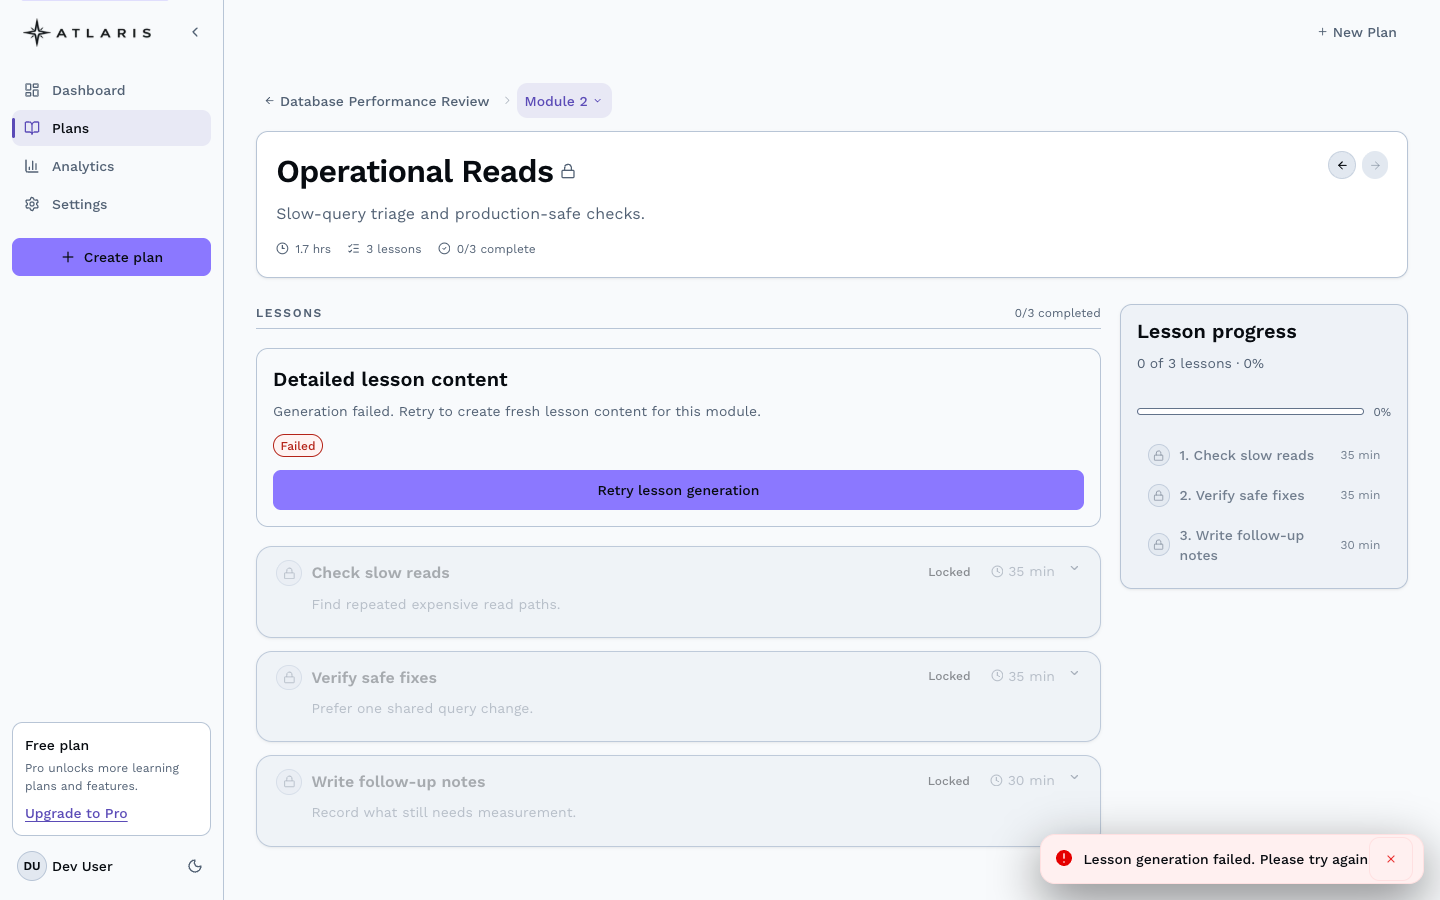 ATLARIS
New Plan
Dashboard
Plans
Analytics
Settings
Create plan
Database Performance Review
Module 2
Operational Reads
Slow-query triage and production-safe checks.
1.7 hrs
3 lessons
0/3 complete
LESSONS
0/3 completed
Detailed lesson content
Generation failed. Retry to create fresh lesson content for this module.
Failed
Retry lesson generation
Check slow reads
Locked
35 min
Find repeated expensive read paths.
Verify safe fixes
Locked
35 min
Prefer one shared query change.
Write follow-up notes
Locked
30 min
Record what still needs measurement.
Lesson progress
0 of 3 lessons · 0%
0%
1. Check slow reads
35 min
2. Verify safe fixes
35 min
3. Write follow-up
notes
30 min
Free plan
Pro unlocks more learning
plans and features.
Upgrade to Pro
DU
Dev User
Lesson generation failed. Please try again